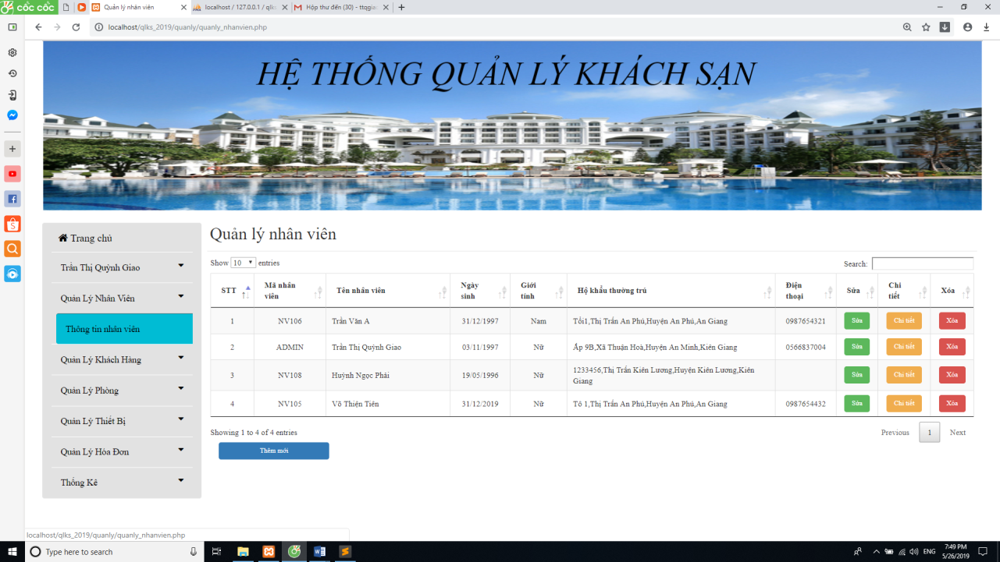 cốc cốc
Quản lý nhân viên
localhost / 127.0.0.1 / qlk
Hộp thư đến (30) - ttqgiao
localhost/qlks_2019/quanly/quanly_nhanvien.php
HỆ THỐNG QUẢN LÝ KHÁCH SẠN
Trang chủ
Trần Thị Quỳnh Giao
Quản Lý Nhân Viên
Thông tin nhân viên
Quản Lý Khách Hàng
Quản Lý Phòng
Quản Lý Thiết Bị
Quản Lý Hóa Đơn
Thống Kê
Quản lý nhân viên
Show 10 entries
Search:
STT Mã nhân viên Tên nhân viên Ngày sinh Giới tính Hộ khẩu thường trú Điện thoại Sửa Chi tiết Xóa
1 NV106 Trần Văn A 31/12/1997 Nam Tổi1,Thị Trấn An Phú,Huyện An Phú,An Giang 0987654321 Sửa Chi tiết Xóa
2 ADMIN Trần Thị Quỳnh Giao 03/11/1997 Nữ Ấp 9B,Xã Thuận Hoà,Huyện An Minh,Kiên Giang 0566837004 Sửa Chi tiết Xóa
3 NV108 Huỳnh Ngọc Phải 19/05/1996 Nữ 1233456,Thị Trấn Kiên Lương,Huyện Kiên Lương,Kiên Giang Sửa Chi tiết Xóa
4 NV105 Võ Thiện Tiên 31/12/2019 Nữ Tô 1,Thị Trấn An Phú,Huyện An Phú,An Giang 0987654432 Sửa Chi tiết Xóa
Showing 1 to 4 of 4 entries
Previous 1 Next
Thêm mới
localhost/qlks_2019/quanly/quanly_nhanvien.php
Type here to search
ENG
7:49 PM
5/26/2019